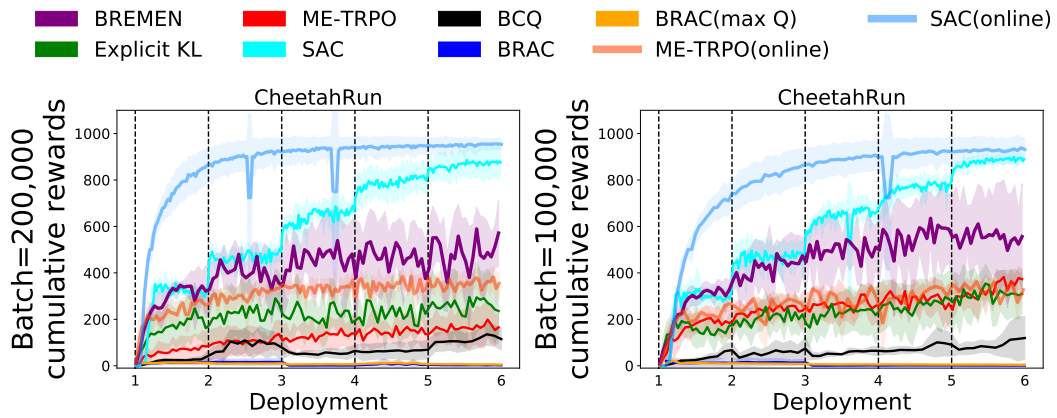 BREMEN ME-TRPO BCQ BRAC(max Q) SAC(online)
Explicit KL SAC BRAC ME-TRPO(online)
CheetahRun
Batch=200,000
cumulative rewards
1000
800
600
400
200
0
1 2 3 4 5 6
Deployment
CheetahRun
Batch=100,000
cumulative rewards
1000
800
600
400
200
0
1 2 3 4 5 6
Deployment